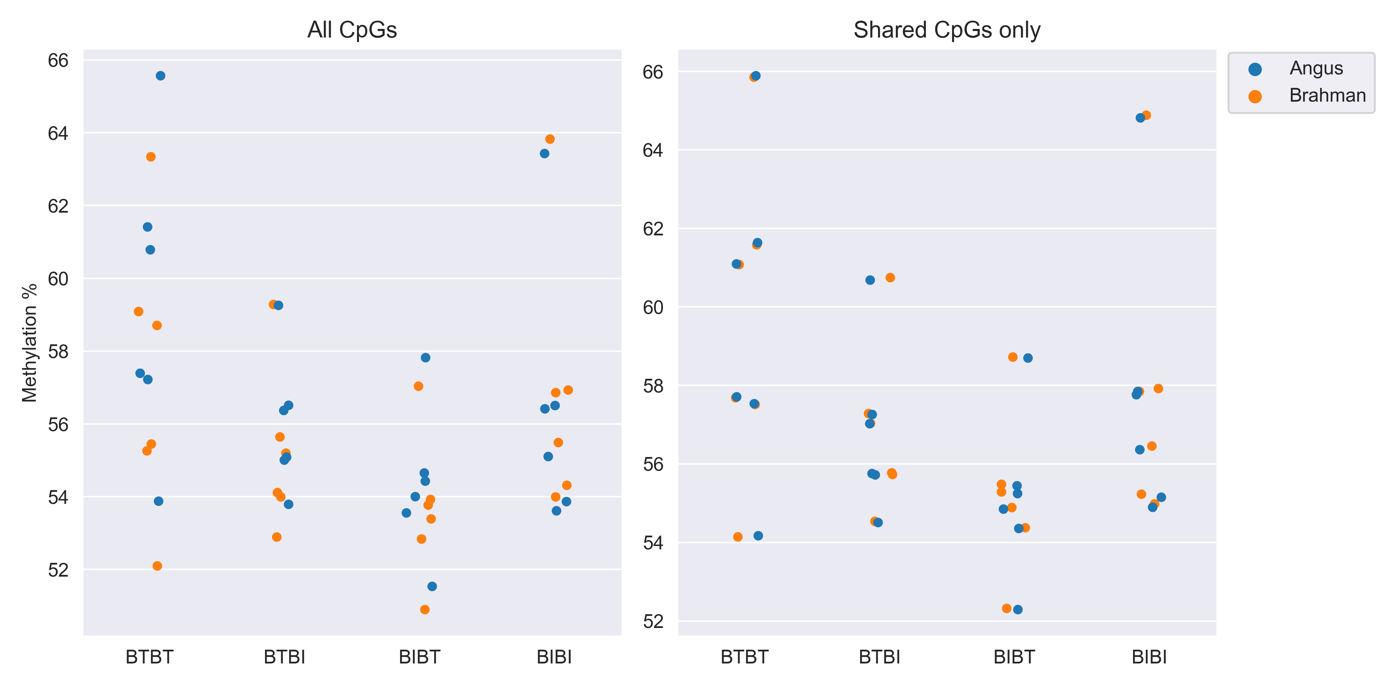 All CpGs
Shared CpGs only
Methylation %
66
64
62
60
58
56
54
52
BTBT
BTBI
BIBT
BIBI
66
64
62
60
58
56
54
52
BTBT
BTBI
BIBT
BIBI
Angus
Brahman